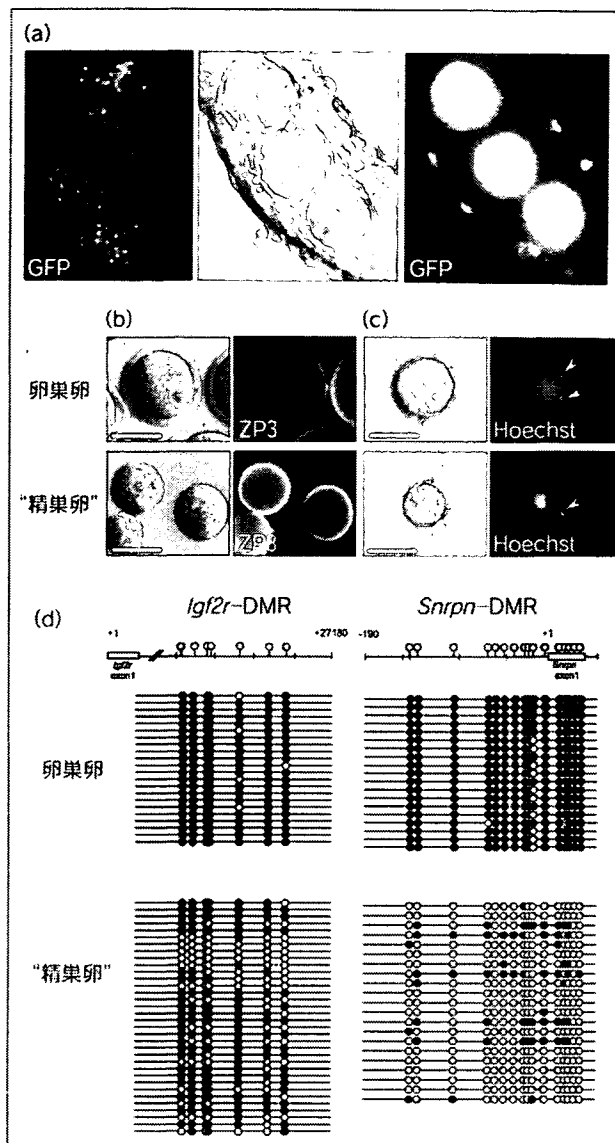 (a)
GFP
GFP
(b) (c)
卵巣卵
ZP3
Hoechst
“精巣卵”
ZP3
Hoechst
(d)
Igf2r-DMR Snrpn-DMR
+1 +27180 -190 +1
Igf2r
exon1
Snrpn
exon1
卵巣卵
“精巣卵”